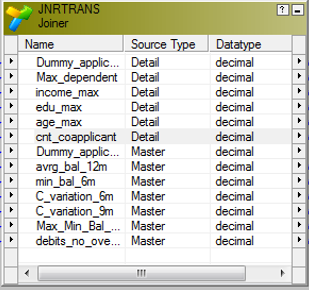 JNRTRANS
Joiner
Name Source Type Datatype
Dummy_applic... Detail decimal
Max_dependent Detail decimal
income_max Detail decimal
edu_max Detail decimal
age_max Detail decimal
cnt_coapplicant Detail decimal
Dummy_applic... Master decimal
avrg_bal_12m Master decimal
min_bal_6m Master decimal
C_variation_6m Master decimal
C_variation_9m Master decimal
Max_Min_Bal_... Master decimal
debits_no_ove... Master decimal